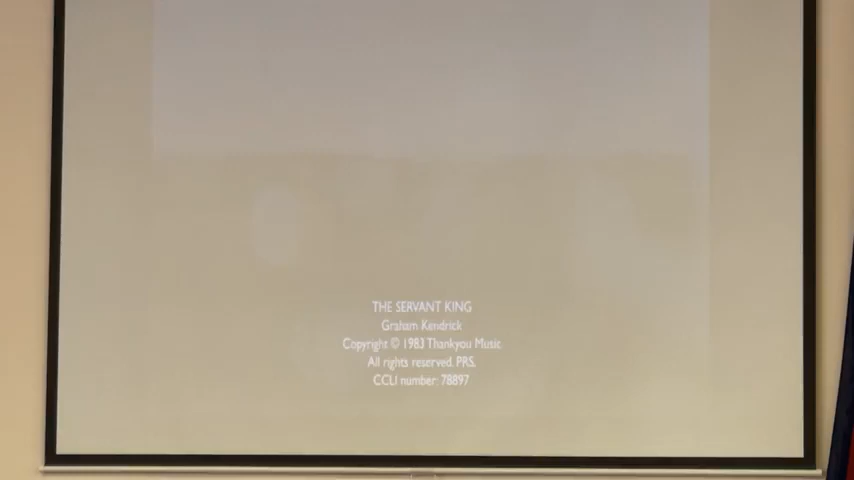 THE SERVANT KING
Graham Kendrick
Copyright © 1983 Thankyou Music
All rights reserved. PRS.
CCLI number: 78897